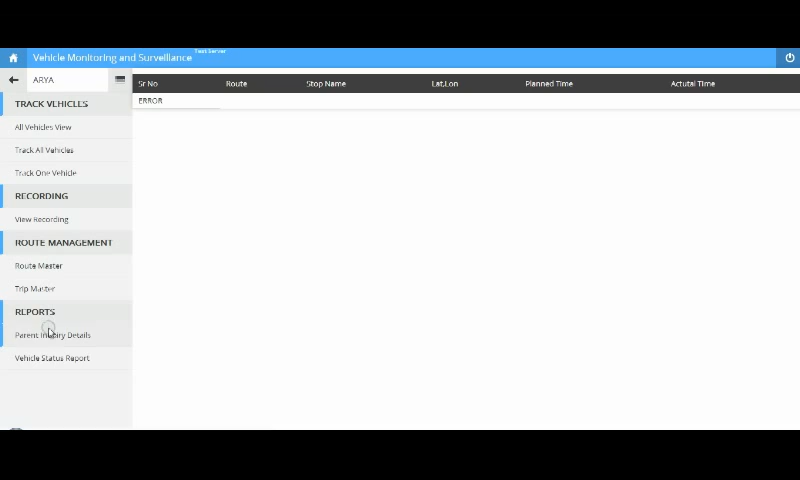 Vehicle Monitoring and Surveillance Test Server
ARYA
Sr No Route Stop Name Lat,Lon Planned Time Actutal Time
ERROR
TRACK VEHICLES
All Vehicles View
Track All Vehicles
Track One Vehicle
RECORDING
View Recording
ROUTE MANAGEMENT
Route Master
Trip Master
REPORTS
Parent Inquiry Details
Vehicle Status Report